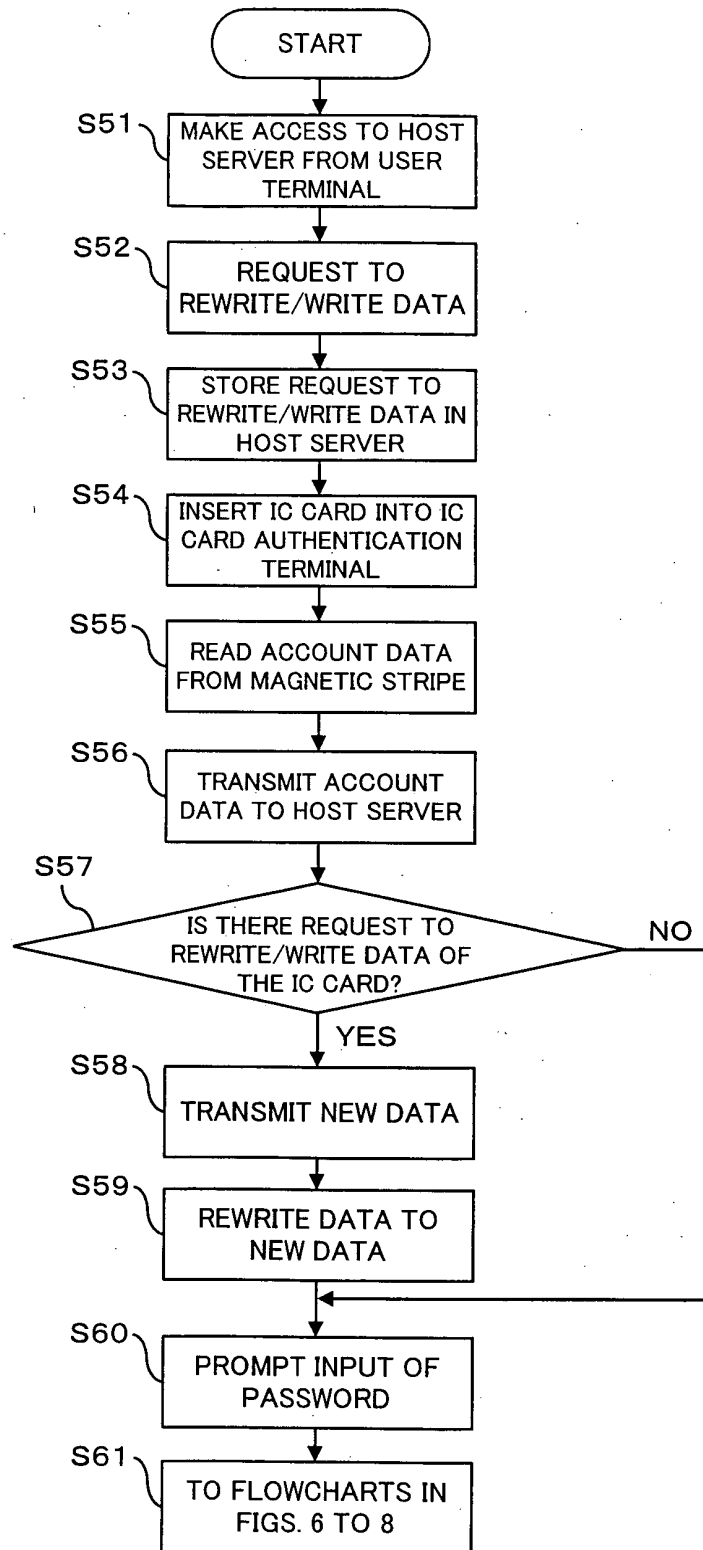 START
S51
MAKE ACCESS TO HOST
SERVER FROM USER
TERMINAL
S52
REQUEST TO
REWRITE/WRITE DATA
S53
STORE REQUEST TO
REWRITE/WRITE DATA IN
HOST SERVER
S54
INSERT IC CARD INTO IC
CARD AUTHENTICATION
TERMINAL
S55
READ ACCOUNT DATA
FROM MAGNETIC STRIPE
S56
TRANSMIT ACCOUNT
DATA TO HOST SERVER
S57
IS THERE REQUEST TO
REWRITE/WRITE DATA OF
THE IC CARD?
NO
YES
S58
TRANSMIT NEW DATA
S59
REWRITE DATA TO
NEW DATA
S60
PROMPT INPUT OF
PASSWORD
S61
TO FLOWCHARTS IN
FIGS. 6 TO 8